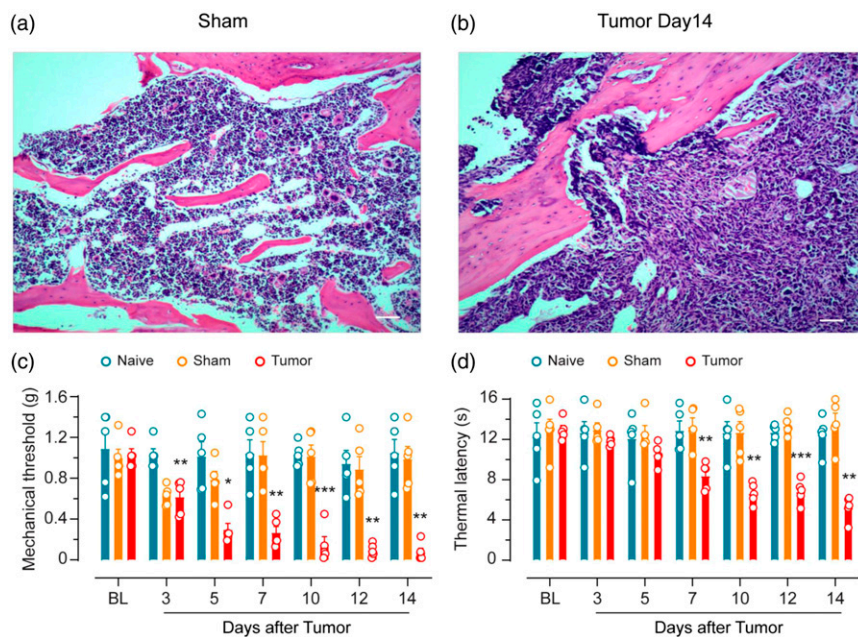 (a) Sham
(b) Tumor Day14
(c) Naive Sham Tumor
Mechanical threshold (g)
1.6
1.2
0.8
0.4
0
** * ** *** ** **
BL 3 5 7 10 12 14
Days after Tumor
(d) Naive Sham Tumor
Thermal latency (s)
16
12
8
4
0
** ** *** **
BL 3 5 7 10 12 14
Days after Tumor